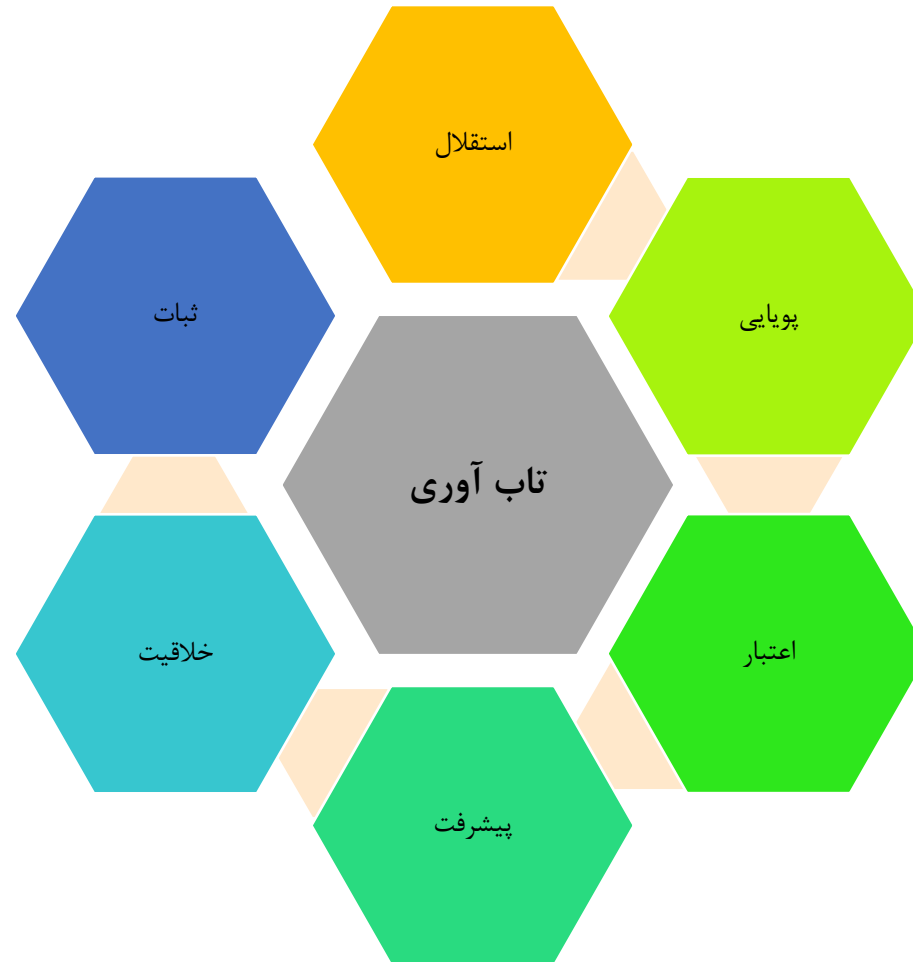 استقلال
پویایی
ثبات
تاب آوری
اعتبار
خلاقیت
پیشرفت